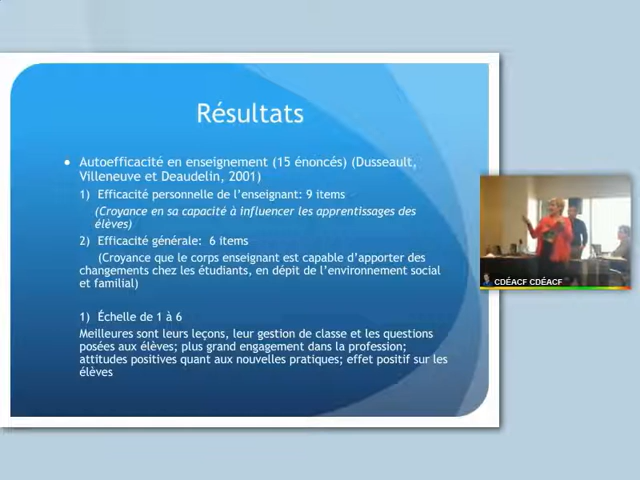 Résultats
Autoefficacité en enseignement (15 énoncés) (Dusseault,
Villeneuve et Deaudelin, 2001)
1) Efficacité personnelle de l'enseignant: 9 items
(Croyance en sa capacité à influencer les apprentissages des
élèves)
2) Efficacité générale: 6 items
(Croyance que le corps enseignant est capable d'apporter des
changements chez les étudiants, en dépit de l'environnement social
et familial)
1) Échelle de 1 à 6
Meilleures sont leurs leçons, leur gestion de classe et les questions
posées aux élèves; plus grand engagement dans la profession;
attitudes positives quant aux nouvelles pratiques; effet positif sur les
élèves
CDÉACF CDÉACF